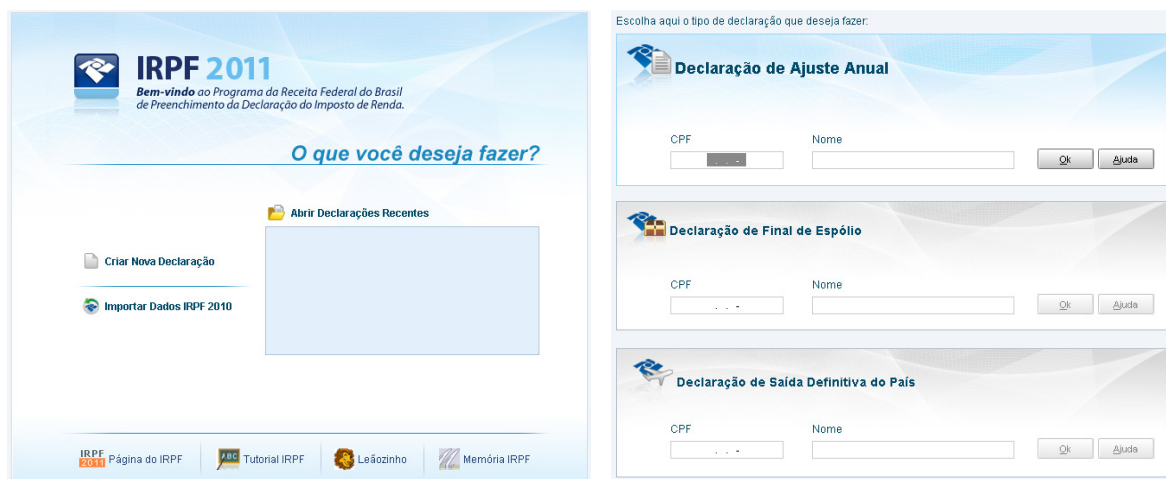 IRPF 2011
Bem-vindo ao Programa da Receita Federal do Brasil
de Preenchimento da Declaração do Imposto de Renda.
O que você deseja fazer?
Abrir Declarações Recentes
Criar Nova Declaração
Importar Dados IRPF 2010
IRPF 2011 Página do IRPF
ABC Tutorial IRPF
Leãozinho
Memória IRPF
Escolha aqui o tipo de declaração que deseja fazer:
Declaração de Ajuste Anual
CPF Nome
. . - Ok Ajuda
Declaração de Final de Espólio
CPF Nome
. . - Ok Ajuda
Declaração de Saída Definitiva do País
CPF Nome
. . - Ok Ajuda